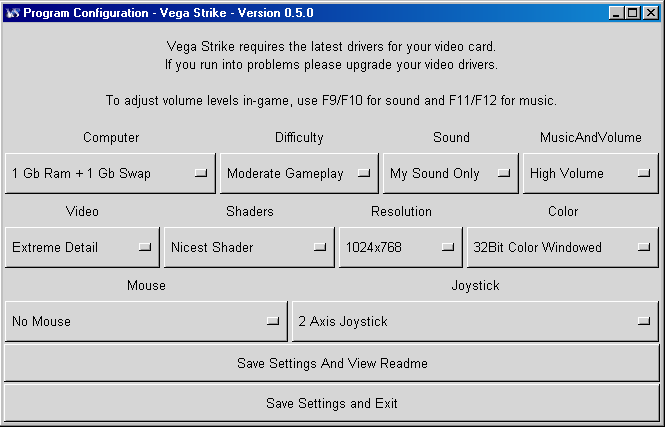 Program Configuration - Vega Strike - Version 0.5.0
Vega Strike requires the latest drivers for your video card.
If you run into problems please upgrade your video drivers.
To adjust volume levels in-game, use F9/F10 for sound and F11/F12 for music.
Computer Difficulty Sound MusicAndVolume
1 Gb Ram + 1 Gb Swap Moderate Gameplay My Sound Only High Volume
Video Shaders Resolution Color
Extreme Detail Nicest Shader 1024x768 32Bit Color Windowed
Mouse Joystick
No Mouse 2 Axis Joystick
Save Settings And View Readme
Save Settings and Exit